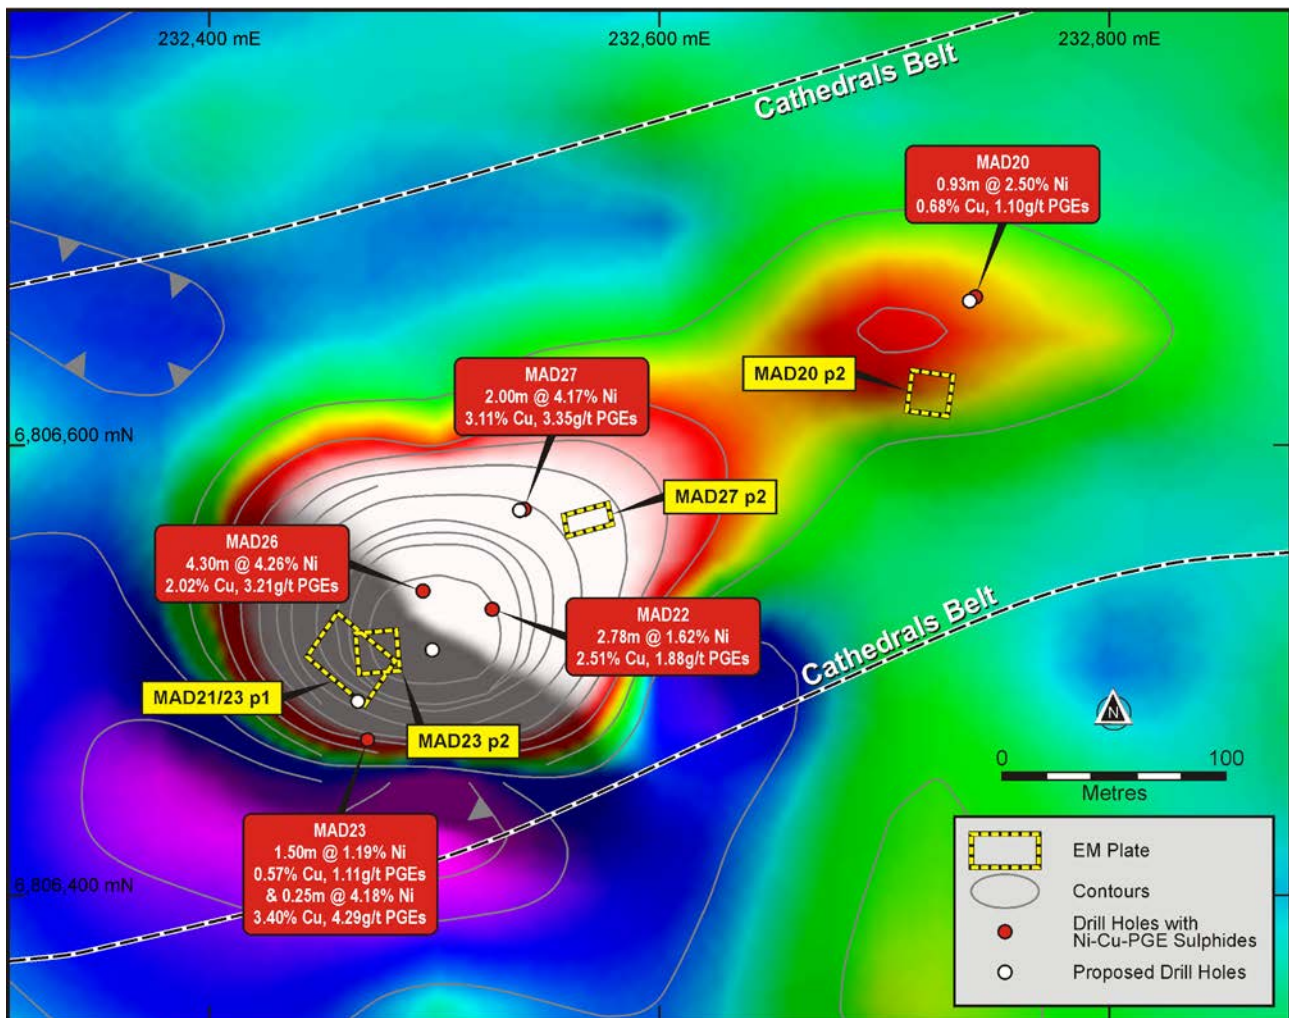 232,400 mE
232,600 mE
232,800 mE
Cathedrals Belt
MAD20
0.93m @ 2.50% Ni
0.68% Cu, 1.10g/t PGEs
MAD27
2.00m @ 4.17% Ni
3.11% Cu, 3.35g/t PGEs
MAD20 p2
6,806,600 mN
MAD27 p2
MAD26
4.30m @ 4.26% Ni
2.02% Cu, 3.21g/t PGEs
MAD22
2.78m @ 1.62% Ni
2.51% Cu, 1.88g/t PGEs
Cathedrals Belt
MAD21/23 p1
MAD23 p2
N
0
100
Metres
MAD23
1.50m @ 1.19% Ni
0.57% Cu, 1.11g/t PGEs
& 0.25m @ 4.18% Ni
3.40% Cu, 4.29g/t PGEs
6,806,400 mN
EM Plate
Contours
Drill Holes with
Ni-Cu-PGE Sulphides
Proposed Drill Holes